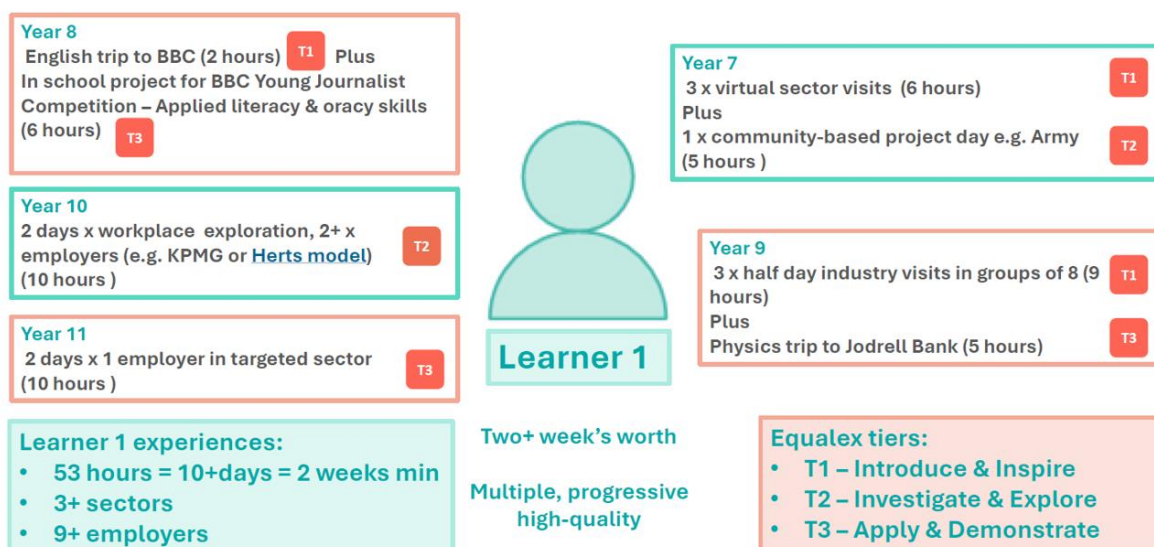 Year 8
English trip to BBC (2 hours) T1 Plus
In school project for BBC Young Journalist
Competition – Applied literacy & oracy skills
(6 hours) T3
Year 7
3 x virtual sector visits (6 hours) T1
Plus
1 x community-based project day e.g. Army T2
(5 hours )
Year 10
2 days x workplace exploration, 2+ x
employers (e.g. KPMG or Herts model) T2
(10 hours )
Year 9
3 x half day industry visits in groups of 8 (9 T1
hours)
Plus
Physics trip to Jodrell Bank (5 hours) T3
Year 11
2 days x 1 employer in targeted sector T3
(10 hours )
Learner 1
Learner 1 experiences:
• 53 hours = 10+days = 2 weeks min
• 3+ sectors
• 9+ employers
Two+ week's worth
Multiple, progressive
high-quality
Equalex tiers:
• T1 – Introduce & Inspire
• T2 – Investigate & Explore
• T3 – Apply & Demonstrate